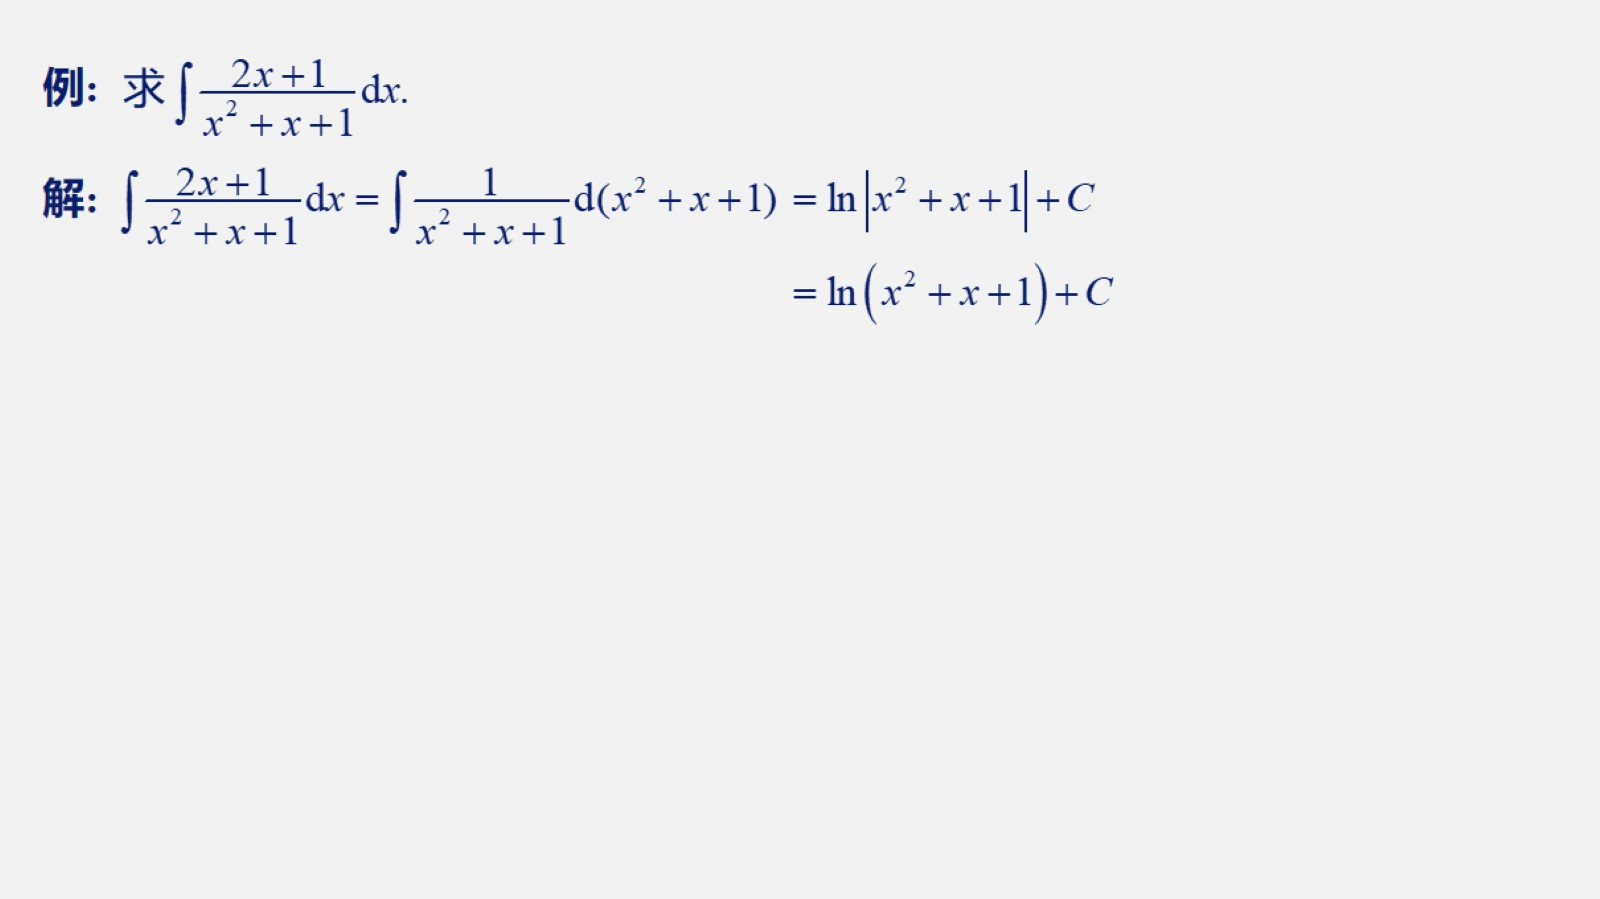 例: 求 ∫ (2x+1)/(x²+x+1) dx.
解: ∫ (2x+1)/(x²+x+1) dx = ∫ 1/(x²+x+1) d(x²+x+1) = ln|x²+x+1|+C
= ln(x²+x+1)+C